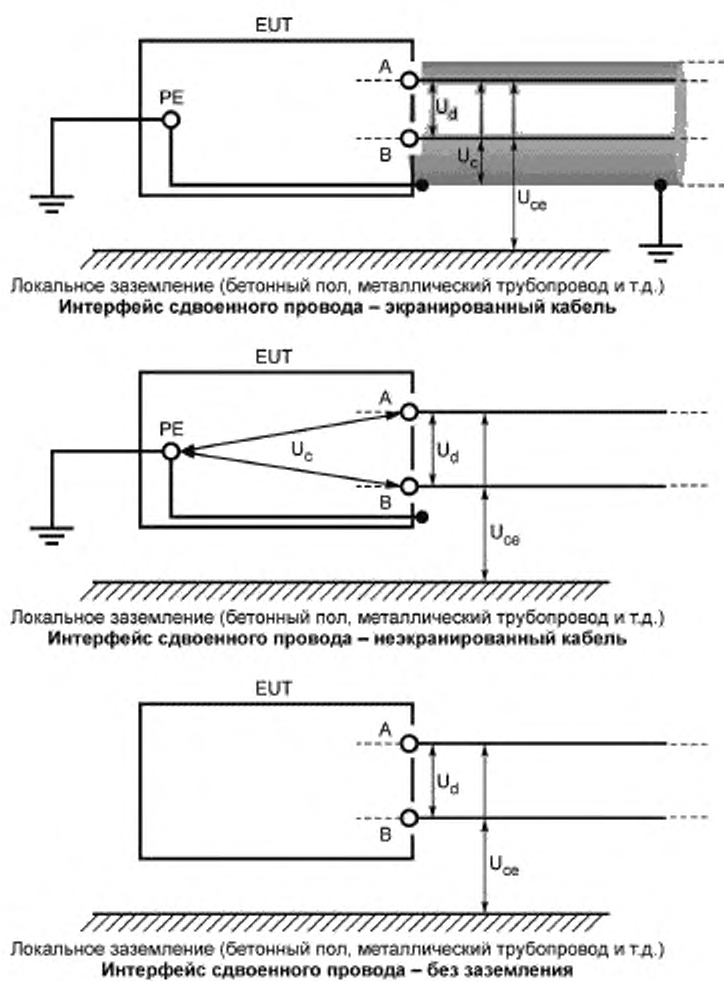 EUT
A
PE
U_d
B
U_c
U_ce
Локальное заземление (бетонный пол, металлический трубопровод и т.д.)
Интерфейс сдвоенного провода – экранированный кабель
EUT
A
PE
U_c
U_d
B
U_ce
Локальное заземление (бетонный пол, металлический трубопровод и т.д.)
Интерфейс сдвоенного провода – неэкранированный кабель
EUT
A
U_d
B
U_ce
Локальное заземление (бетонный пол, металлический трубопровод и т.д.)
Интерфейс сдвоенного провода – без заземления